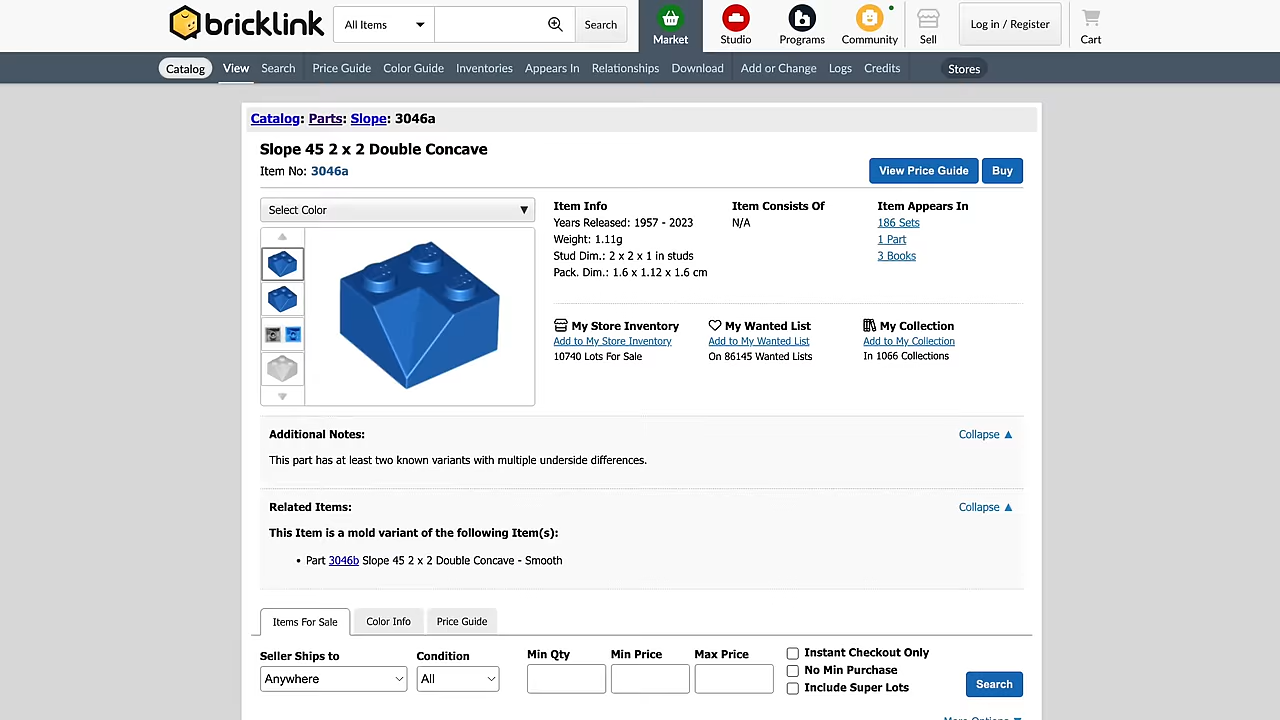 bricklink
All Items
Search
Market
Studio
Programs
Community
Sell
Log in / Register
Cart
Catalog View Search Price Guide Color Guide Inventories Appears In Relationships Download Add or Change Logs Credits Stores
Catalog: Parts: Slope: 3046a
Slope 45 2 x 2 Double Concave
Item No: 3046a
View Price Guide
Buy
Select Color
Item Info
Years Released: 1957 - 2023
Weight: 1.11g
Stud Dim.: 2 x 2 x 1 in studs
Pack. Dim.: 1.6 x 1.12 x 1.6 cm
Item Consists Of
N/A
Item Appears In
186 Sets
1 Part
3 Books
My Store Inventory
Add to My Store Inventory
10740 Lots For Sale
My Wanted List
Add to My Wanted List
On 86145 Wanted Lists
My Collection
Add to My Collection
In 1066 Collections
Additional Notes:
Collapse ▲
This part has at least two known variants with multiple underside differences.
Related Items:
Collapse ▲
This Item is a mold variant of the following Item(s):
• Part 3046b Slope 45 2 x 2 Double Concave - Smooth
Items For Sale
Color Info
Price Guide
Seller Ships to
Anywhere
Condition
All
Min Qty
Min Price
Max Price
Instant Checkout Only
No Min Purchase
Include Super Lots
Search
More Options ▼